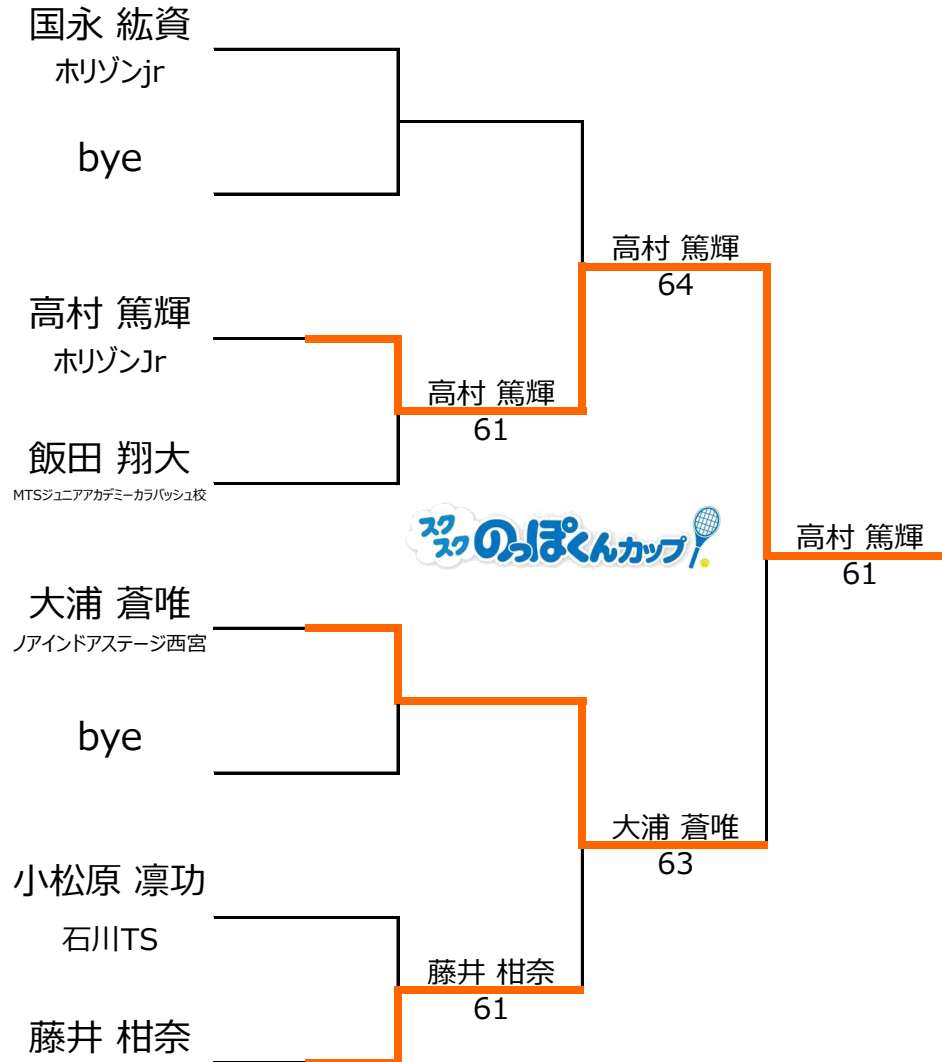 国永 紘資
ホリゾンjr
bye
高村 篤輝
64
高村 篤輝
ホリゾンJr
高村 篤輝
61
飯田 翔大
MTSジュニアアカデミーカラバッシュ校
スク
スク のっぽくんカップ
高村 篤輝
61
大浦 蒼唯
ノアインドアステージ西宮
bye
大浦 蒼唯
63
小松原 凛功
石川TS
藤井 柑奈
61
藤井 柑奈